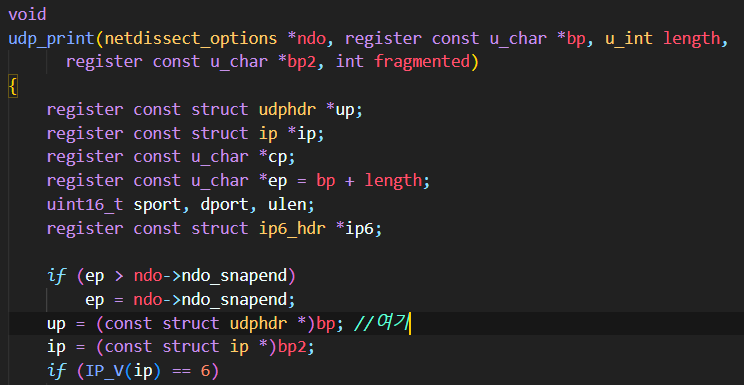 void
udp_print(netdissect_options *ndo, register const u_char *bp, u_int length,
register const u_char *bp2, int fragmented)
{
register const struct udphdr *up;
register const struct ip *ip;
register const u_char *cp;
register const u_char *ep = bp + length;
uint16_t sport, dport, ulen;
register const struct ip6_hdr *ip6;
if (ep > ndo->ndo_snapend)
ep = ndo->ndo_snapend;
up = (const struct udphdr *)bp; //여기
ip = (const struct ip *)bp2;
if (IP_V(ip) == 6)